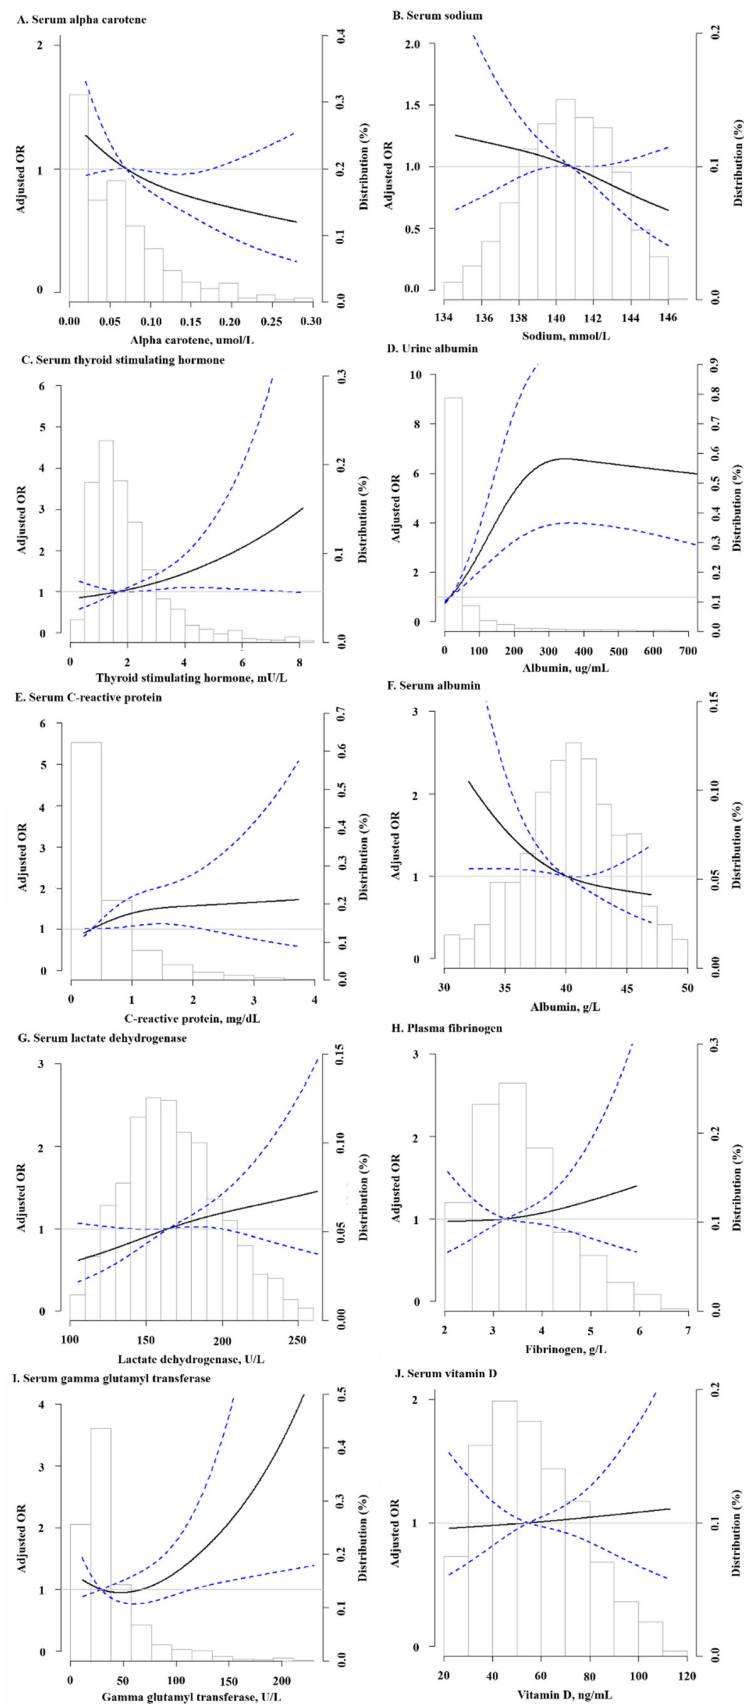 A. Serum alpha carotene
Adjusted OR
2
1
0
0.4
0.3
0.2
0.1
0.0
Distribution (%)
0.00 0.05 0.10 0.15 0.20 0.25 0.30
Alpha carotene, umol/L
B. Serum sodium
Adjusted OR
2.0
1.5
1.0
0.5
0.0
0.2
0.1
0.0
Distribution (%)
134 136 138 140 142 144 146
Sodium, mmol/L
C. Serum thyroid stimulating hormone
Adjusted OR
6
5
4
3
2
1
0
0.3
0.2
0.1
0.0
Distribution (%)
0 2 4 6 8
Thyroid stimulating hormone, mU/L
D. Urine albumin
Adjusted OR
10
8
6
4
2
1
0
0.9
0.8
0.6
0.5
0.4
0.3
0.2
0.1
0.0
Distribution (%)
0 100 200 300 400 500 600 700
Albumin, ug/mL
E. Serum C-reactive protein
Adjusted OR
6
5
4
3
2
1
0
0.7
0.6
0.5
0.4
0.3
0.2
0.1
0.0
Distribution (%)
0 1 2 3 4
C-reactive protein, mg/dL
F. Serum albumin
Adjusted OR
3
2
1
0
0.15
0.10
0.05
0.00
Distribution (%)
30 35 40 45 50
Albumin, g/L
G. Serum lactate dehydrogenase
Adjusted OR
3
2
1
0
0.15
0.10
0.05
0.00
Distribution (%)
100 150 200 250
Lactate dehydrogenase, U/L
H. Plasma fibrinogen
Adjusted OR
3
2
1
0
0.3
0.2
0.1
0.0
Distribution (%)
2 3 4 5 6 7
Fibrinogen, g/L
I. Serum gamma glutamyl transferase
Adjusted OR
4
3
2
1
0
0.5
0.4
0.3
0.2
0.1
0.0
Distribution (%)
0 50 100 150 200
Gamma glutamyl transferase, U/L
J. Serum vitamin D
Adjusted OR
2
1
0
0.2
0.1
0.0
Distribution (%)
20 40 60 80 100 120
Vitamin D, ng/mL